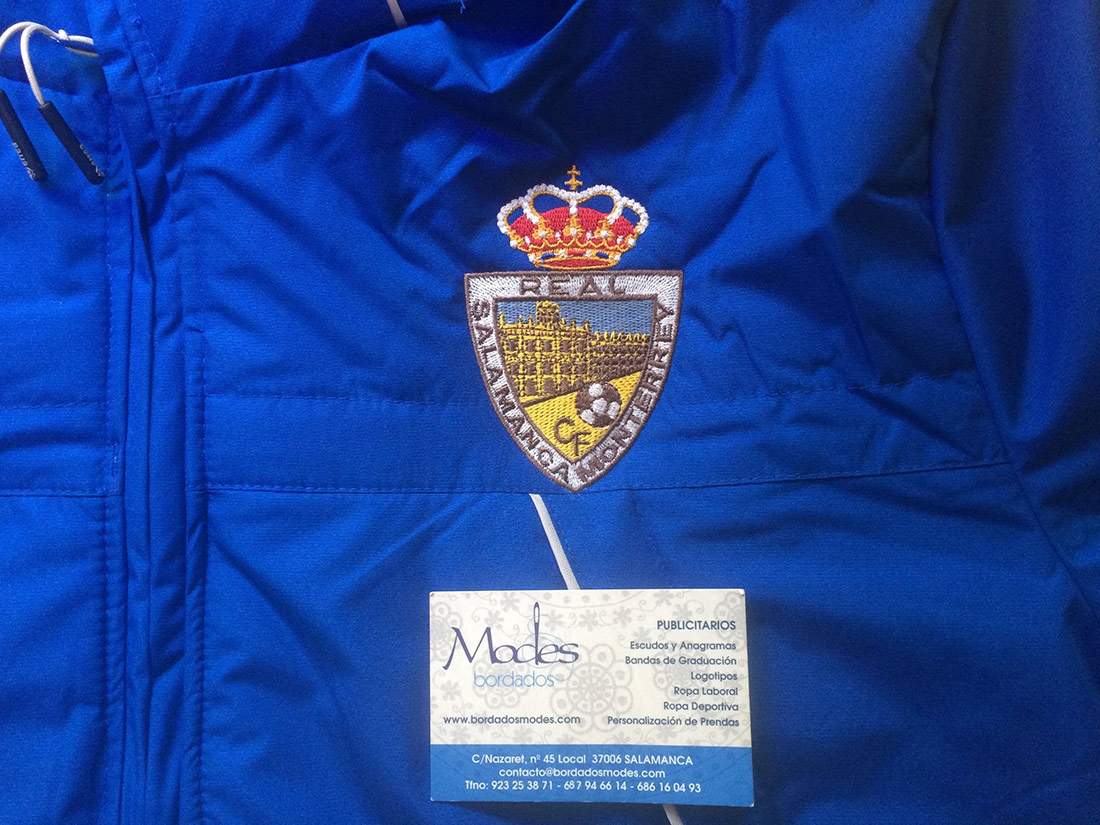 REAL
SALAMANCA MONTERREY
CF
Modes
bordados
www.bordadosmodes.com
PUBLICITARIOS
Escudos y Anagramas
Bandas de Graduación
Logotipos
Ropa Laboral
Ropa Deportiva
Personalización de Prendas
C/Nazaret, nº 45 Local 37006 SALAMANCA
contacto@bordadosmodes.com
Tfno: 923 25 38 71 - 687 94 66 14 - 686 16 04 93